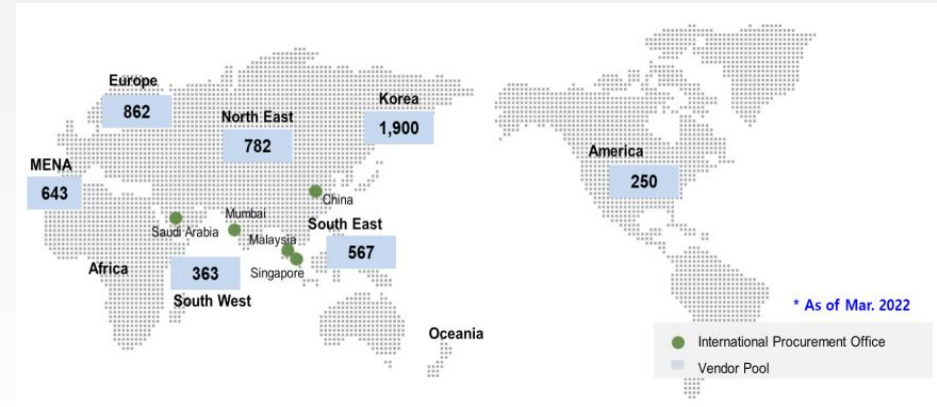 Europe
862
North East
782
Korea
1,900
MENA
643
America
250
China
Mumbai
Saudi Arabia
Malaysia
South East
567
Singapore
Africa
363
South West
Oceania
* As of Mar. 2022
International Procurement Office
Vendor Pool